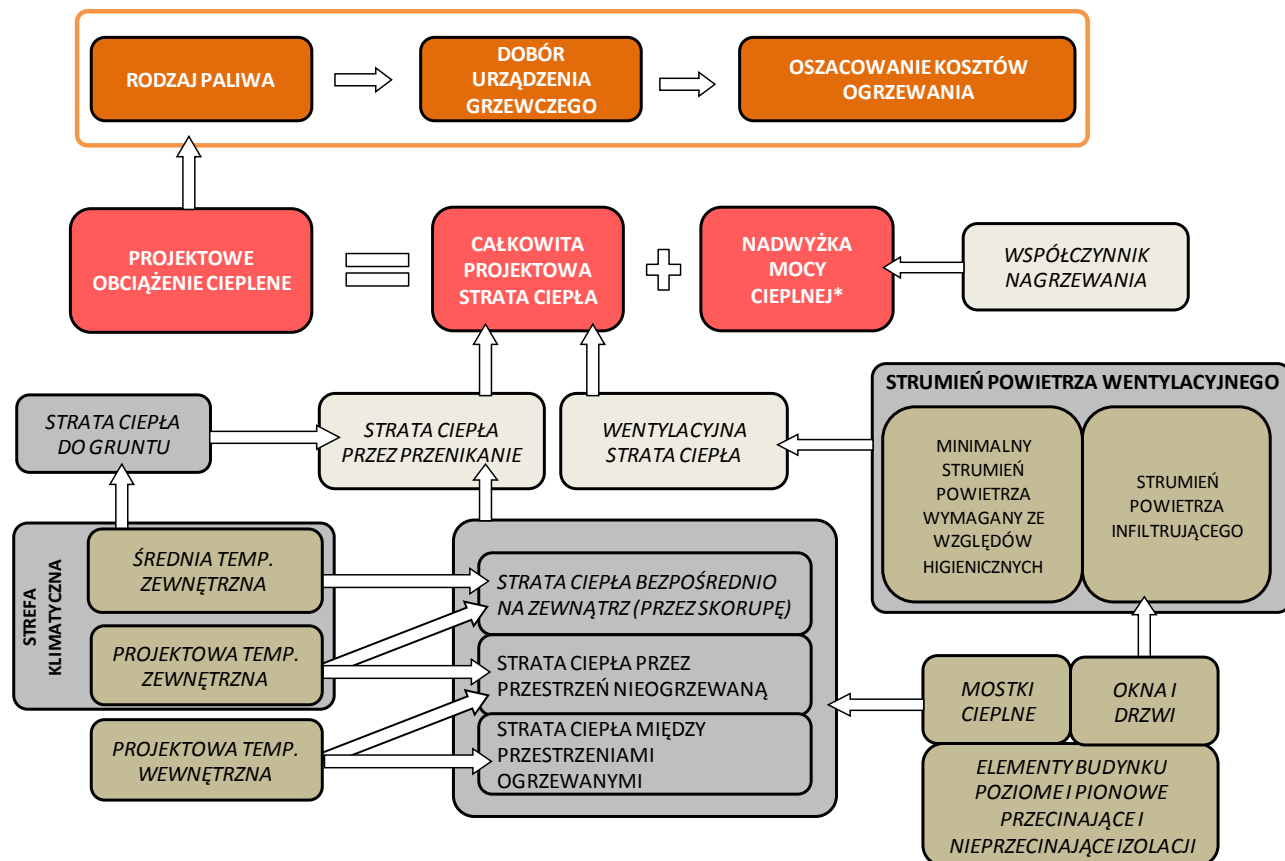 RODZAJ PALIWA
DOBÓR
URZĄDZENIA
GRZEWCZEGO
OSZACOWANIE KOSZTÓW
OGRZEWANIA
PROJEKTOWE
OBCIĄŻENIE CIEPLENE
CAŁKOWITA
PROJEKTOWA
STRATA CIEPŁA
NADWYŻKA
MOCY
CIEPLNEJ*
WSPÓŁCZYNNIK
NAGRZEWANIA
STRATA CIEPŁA
DO GRUNTU
STRATA CIEPŁA
PRZEZ PRZENIKANIE
WENTYLACYJNA
STRATA CIEPŁA
STRUMIEŃ POWIETRZA WENTYLACYJNEGO
MINIMALNY
STRUMIEŃ
POWIETRZA
WYMAGANY ZE
WZGLĘDÓW
HIGIENICZNYCH
STRUMIEŃ
POWIETRZA
INFILTRUJĄCEGO
STREFA
KLIMATYCZNA
ŚREDNIA TEMP.
ZEWNĘTRZNA
PROJEKTOWA TEMP.
ZEWNĘTRZNA
PROJEKTOWA TEMP.
WEWNĘTRZNA
STRATA CIEPŁA BEZPOŚREDNIO
NA ZEWNĄTRZ (PRZEZ SKORUPĘ)
STRATA CIEPŁA PRZEZ
PRZESTRZEŃ NIEOGRZEWANĄ
STRATA CIEPŁA MIĘDZY
PRZESTRZENIAMI
OGRZEWANYMI
MOSTKI
CIEPLNE
OKNA I
DRZWI
ELEMENTY BUDYNKU
POZIOME I PIONOWE
PRZECINAJĄCE I
NIEPRZECINAJĄCE IZOLACJI